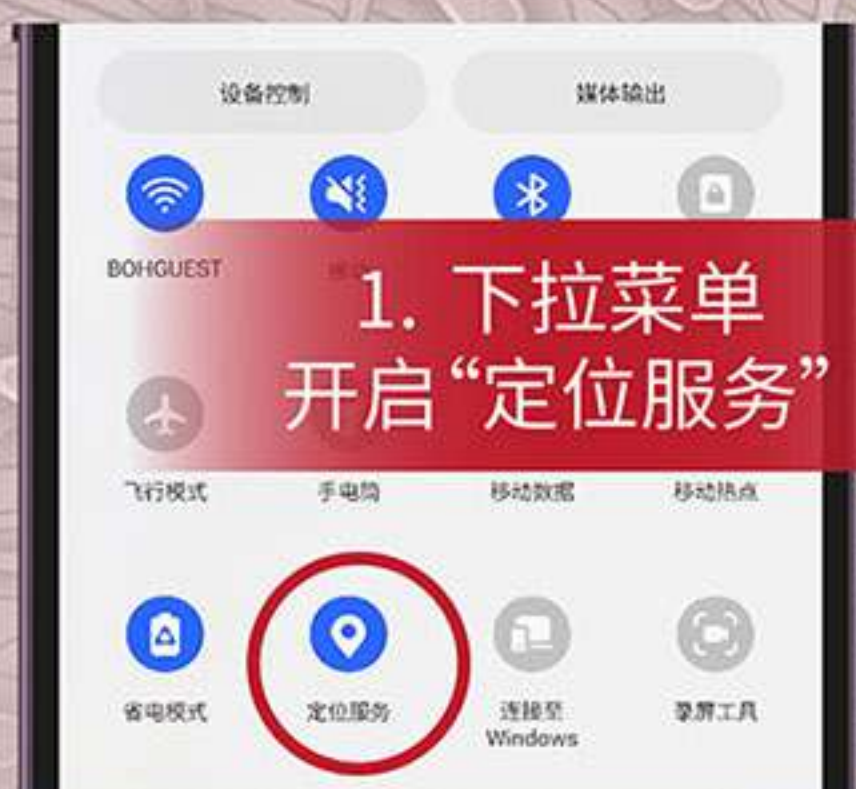 设备控制 媒体输出
BOHGUEST
1. 下拉菜单
开启“定位服务”
飞行模式 手电筒 移动数据 移动热点
省电模式 定位服务 连接至 录屏工具
Windows